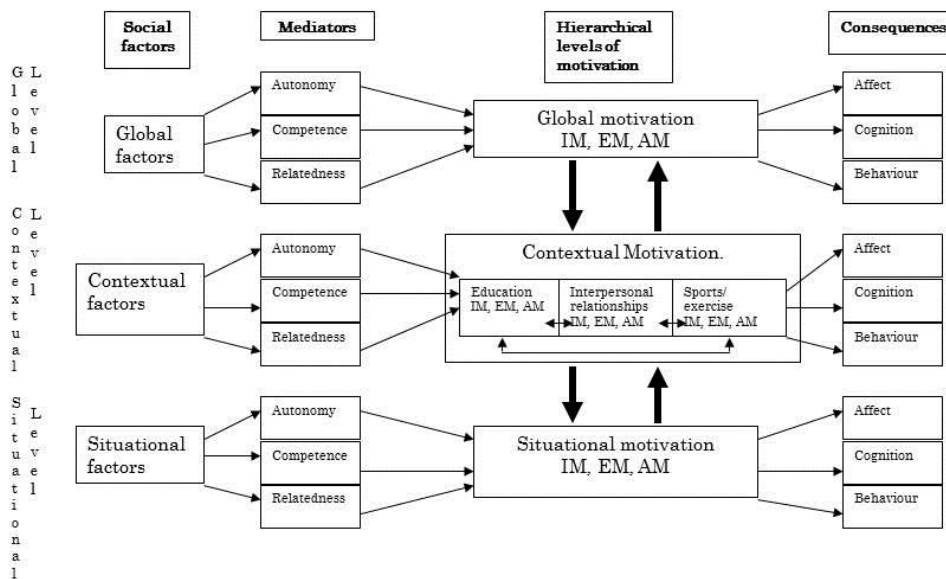 Social
factors
Mediators
Hierarchical
levels of
motivation
Consequences
Global
Level
Global
factors
Autonomy
Competence
Relatedness
Global motivation
IM, EM, AM
Affect
Cognition
Behaviour
Contextual
Level
Contextual
factors
Autonomy
Competence
Relatedness
Contextual Motivation.
Education
IM, EM, AM
Interpersonal
relationships
IM, EM, AM
Sports/
exercise
IM, EM, AM
Affect
Cognition
Behaviour
Situational
Level
Situational
factors
Autonomy
Competence
Relatedness
Situational motivation
IM, EM, AM
Affect
Cognition
Behaviour